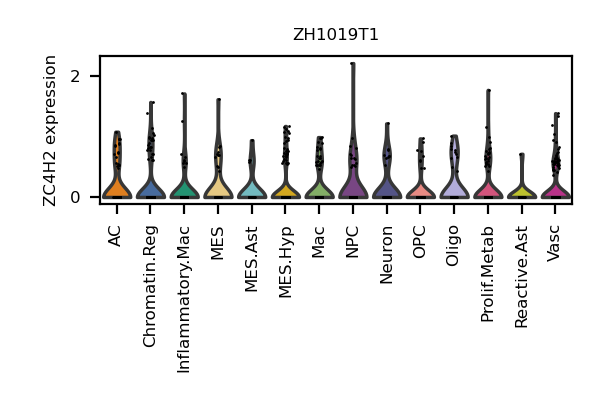 ZH1019T1
ZC4H2 expression
2
0
AC
Chromatin.Reg
Inflammatory.Mac
MES
MES.Ast
MES.Hyp
Mac
NPC
Neuron
OPC
Oligo
Prolif.Metab
Reactive.Ast
Vasc